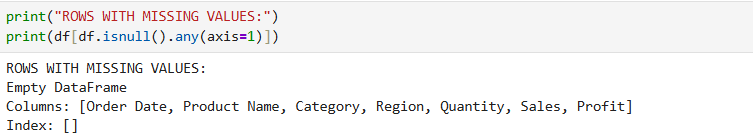 print("ROWS WITH MISSING VALUES:")
print(df[df.isnull().any(axis=1)])
ROWS WITH MISSING VALUES:
Empty DataFrame
Columns: [Order Date, Product Name, Category, Region, Quantity, Sales, Profit]
Index: []